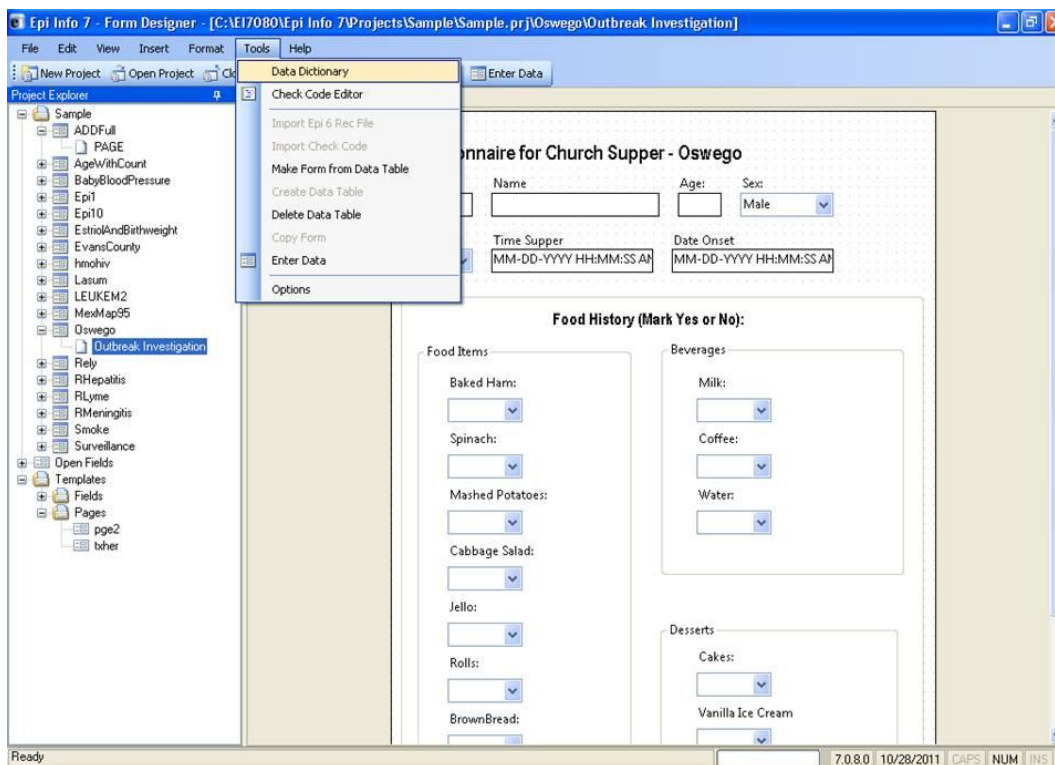 Epi Info 7 - Form Designer - [C:\EI7080\Epi Info 7\Projects\Sample\Sample.prj\Oswego\Outbreak Investigation]
File Edit View Insert Format Tools Help
New Project Open Project Enter Data
Project Explorer
Sample
ADDFull
PAGE
AgeWithCount
BabyBloodPressure
Epi1
Epi10
EstriolAndBirthweight
EvansCounty
hmohiv
Lasum
LEUKEM2
MexMap95
Oswego
Outbreak Investigation
Rely
RHepatitis
RLyme
RMeningitis
Smoke
Surveillance
Open Fields
Templates
Fields
Pages
pge2
txher
Data Dictionary
Check Code Editor
Import Epi 6 Rec File
Import Check Code
Make Form from Data Table
Create Data Table
Delete Data Table
Copy Form
Enter Data
Options
for Church Supper - Oswego
Name Age: Sex:
Male
Time Supper Date Onset
MM-DD-YYYY HH:MM:SS AM MM-DD-YYYY HH:MM:SS AM
Food History (Mark Yes or No):
Food Items
Baked Ham:
Spinach:
Mashed Potatoes:
Cabbage Salad:
Jello:
Rolls:
BrownBread:
Beverages
Milk:
Coffee:
Water:
Desserts
Cakes:
Vanilla Ice Cream
Ready 7.0.8.0 10/28/2011 CAPS NUM INS